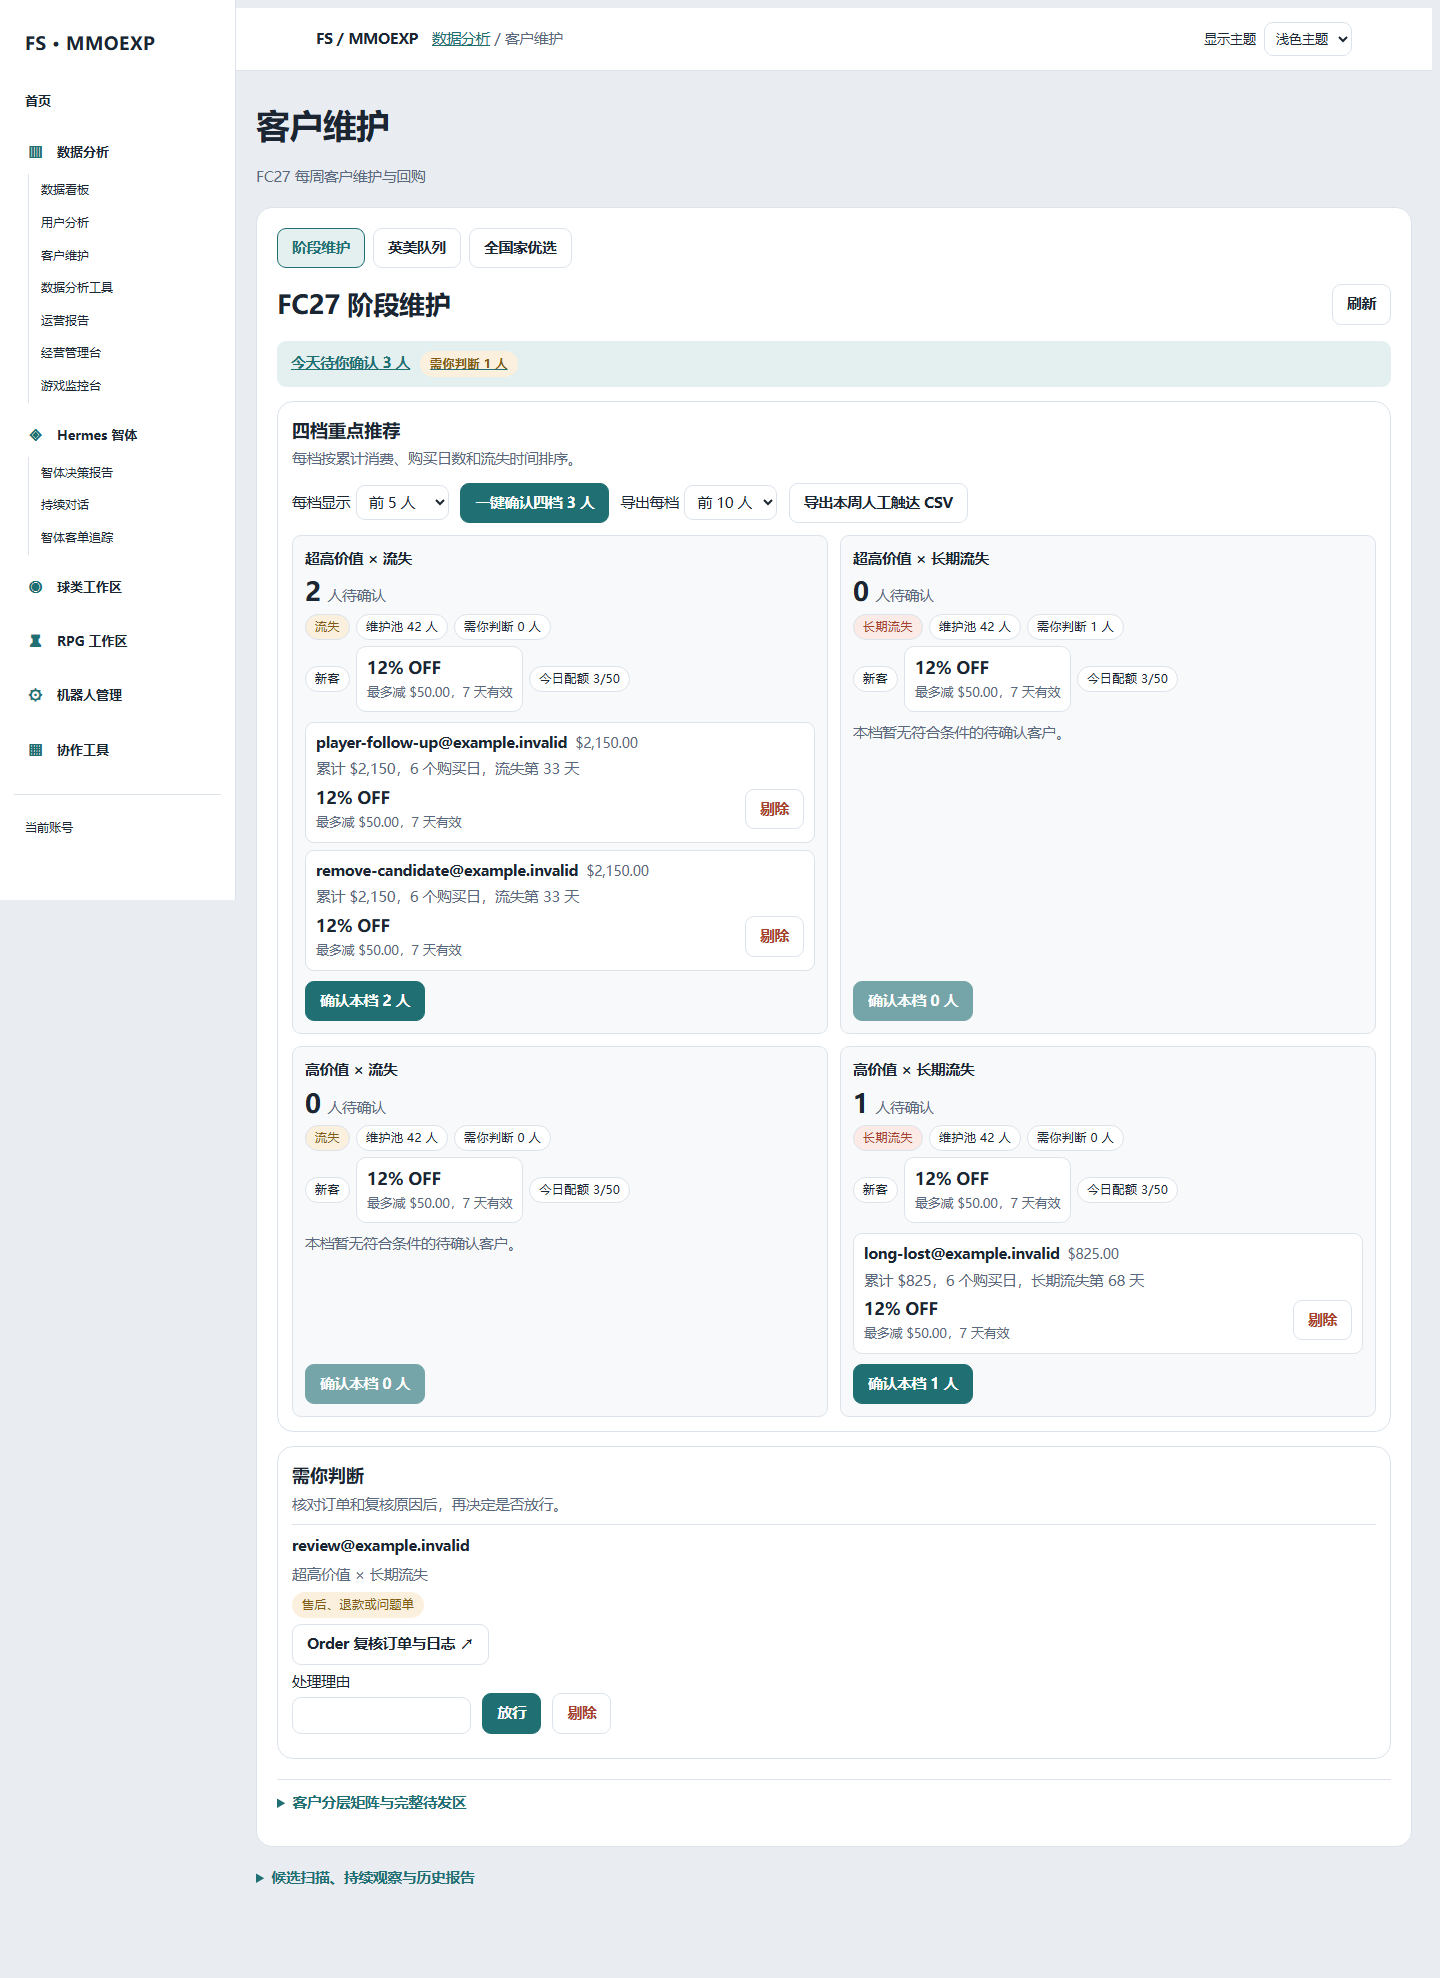 FS • MMOEXP
首页
数据分析
数据看板
用户分析
客户维护
数据分析工具
运营报告
经营管理台
游戏监控台
Hermes 智体
智体决策报告
持续对话
智体客单追踪
球类工作区
RPG 工作区
机器人管理
协作工具
当前账号
FS / MMOEXP 数据分析 / 客户维护
显示主题 浅色主题
客户维护
FC27 每周客户维护与回购
阶段维护 英美队列 全国家优选
FC27 阶段维护
刷新
今天待你确认 3 人 需你判断 1 人
四档重点推荐
每档按累计消费、购买日数和流失时间排序。
每档显示 前 5 人 一键确认四档 3 人 导出每档 前 10 人 导出本周人工触达 CSV
超高价值 × 流失
2 人待确认
流失 维护池 42 人 需你判断 0 人
新客 12% OFF
最多减 $50.00，7 天有效
今日配额 3/50
player-follow-up@example.invalid $2,150.00
累计 $2,150，6 个购买日，流失第 33 天
12% OFF
最多减 $50.00，7 天有效
剔除
remove-candidate@example.invalid $2,150.00
累计 $2,150，6 个购买日，流失第 33 天
12% OFF
最多减 $50.00，7 天有效
剔除
确认本档 2 人
超高价值 × 长期流失
0 人待确认
长期流失 维护池 42 人 需你判断 1 人
新客 12% OFF
最多减 $50.00，7 天有效
今日配额 3/50
本档暂无符合条件的待确认客户。
确认本档 0 人
高价值 × 流失
0 人待确认
流失 维护池 42 人 需你判断 0 人
新客 12% OFF
最多减 $50.00，7 天有效
今日配额 3/50
本档暂无符合条件的待确认客户。
确认本档 0 人
高价值 × 长期流失
1 人待确认
长期流失 维护池 42 人 需你判断 0 人
新客 12% OFF
最多减 $50.00，7 天有效
今日配额 3/50
long-lost@example.invalid $825.00
累计 $825，6 个购买日，长期流失第 68 天
12% OFF
最多减 $50.00，7 天有效
剔除
确认本档 1 人
需你判断
核对订单和复核原因后，再决定是否放行。
review@example.invalid
超高价值 × 长期流失
售后、退款或问题单
Order 复核订单与日志 ↗
处理理由
放行 剔除
客户分层矩阵与完整待发区
候选扫描、持续观察与历史报告